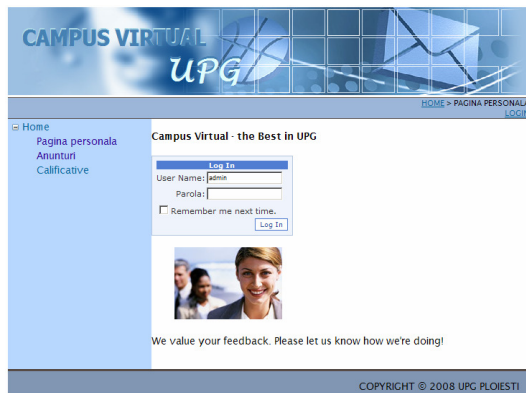 CAMPUS VIRTUAL
UPG
HOME > PAGINA PERSONALA
LOGIN
Home
Pagina personala
Anunturi
Calificative
Campus Virtual - the Best in UPG
Log In
User Name: admin
Parola:
Remember me next time.
Log In
We value your feedback. Please let us know how we're doing!
COPYRIGHT © 2008 UPG PLOIESTI